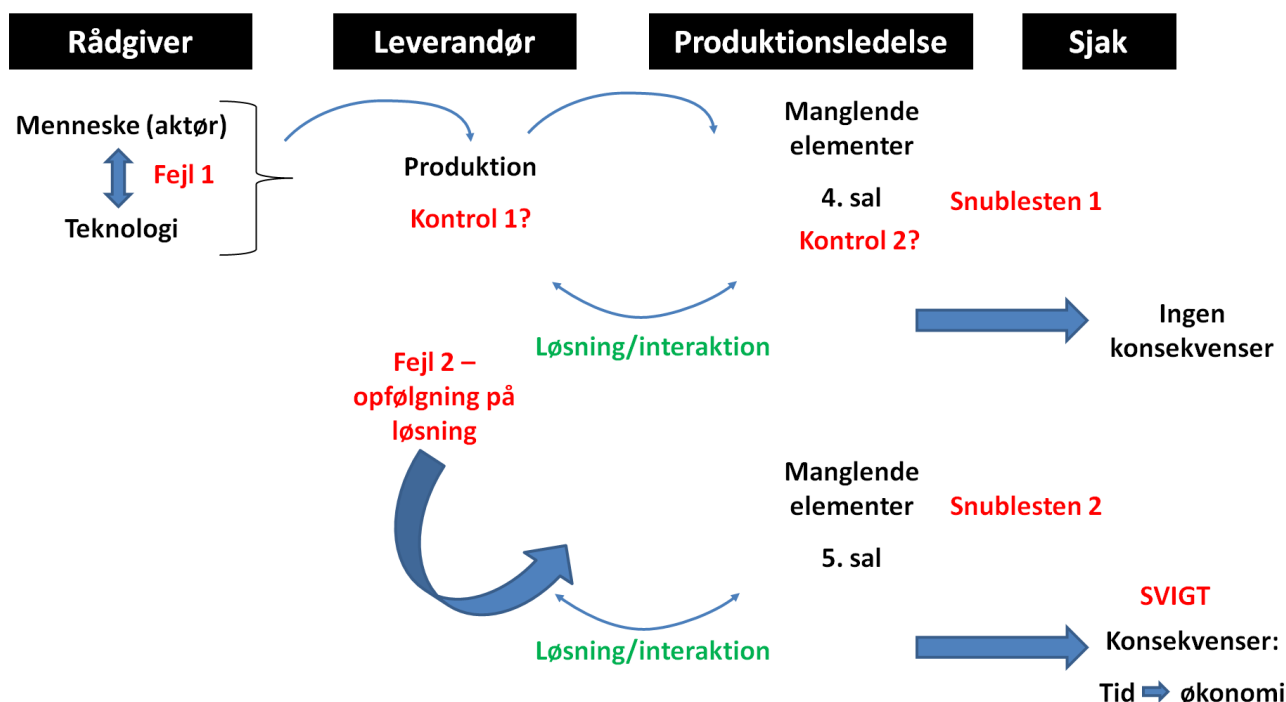 Rådgiver
Leverandør
Produktionsledelse
Sjak
Menneske (aktør)
Fejl 1
Teknologi
Produktion
Kontrol 1?
Manglende
elementer
4. sal
Kontrol 2?
Snublesten 1
Løsning/interaktion
Ingen
konsekvenser
Fejl 2 –
opfølgning på
løsning
Manglende
elementer
5. sal
Snublesten 2
Løsning/interaktion
SVIGT
Konsekvenser:
Tid økonomi